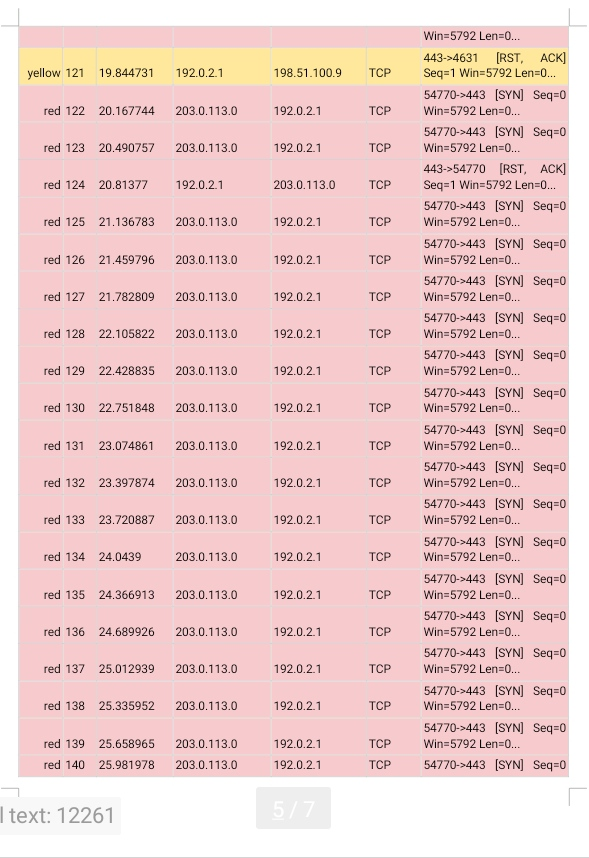 Win=5792 Len=0...
443->4631 [RST, ACK]
yellow 121 19.844731 192.0.2.1 198.51.100.9 TCP Seq=1 Win=5792 Len=0...
54770->443 [SYN] Seq=0
red 122 20.167744 203.0.113.0 192.0.2.1 TCP Win=5792 Len=0...
54770->443 [SYN] Seq=0
red 123 20.490757 203.0.113.0 192.0.2.1 TCP Win=5792 Len=0...
443->54770 [RST, ACK]
red 124 20.81377 192.0.2.1 203.0.113.0 TCP Seq=1 Win=5792 Len=0...
54770->443 [SYN] Seq=0
red 125 21.136783 203.0.113.0 192.0.2.1 TCP Win=5792 Len=0...
54770->443 [SYN] Seq=0
red 126 21.459796 203.0.113.0 192.0.2.1 TCP Win=5792 Len=0...
54770->443 [SYN] Seq=0
red 127 21.782809 203.0.113.0 192.0.2.1 TCP Win=5792 Len=0...
54770->443 [SYN] Seq=0
red 128 22.105822 203.0.113.0 192.0.2.1 TCP Win=5792 Len=0...
54770->443 [SYN] Seq=0
red 129 22.428835 203.0.113.0 192.0.2.1 TCP Win=5792 Len=0...
54770->443 [SYN] Seq=0
red 130 22.751848 203.0.113.0 192.0.2.1 TCP Win=5792 Len=0...
54770->443 [SYN] Seq=0
red 131 23.074861 203.0.113.0 192.0.2.1 TCP Win=5792 Len=0...
54770->443 [SYN] Seq=0
red 132 23.397874 203.0.113.0 192.0.2.1 TCP Win=5792 Len=0...
54770->443 [SYN] Seq=0
red 133 23.720887 203.0.113.0 192.0.2.1 TCP Win=5792 Len=0...
54770->443 [SYN] Seq=0
red 134 24.0439 203.0.113.0 192.0.2.1 TCP Win=5792 Len=0...
54770->443 [SYN] Seq=0
red 135 24.366913 203.0.113.0 192.0.2.1 TCP Win=5792 Len=0...
54770->443 [SYN] Seq=0
red 136 24.689926 203.0.113.0 192.0.2.1 TCP Win=5792 Len=0...
54770->443 [SYN] Seq=0
red 137 25.012939 203.0.113.0 192.0.2.1 TCP Win=5792 Len=0...
54770->443 [SYN] Seq=0
red 138 25.335952 203.0.113.0 192.0.2.1 TCP Win=5792 Len=0...
54770->443 [SYN] Seq=0
red 139 25.658965 203.0.113.0 192.0.2.1 TCP Win=5792 Len=0...
red 140 25.981978 203.0.113.0 192.0.2.1 TCP 54770->443 [SYN] Seq=0
5 / 7
l text: 12261